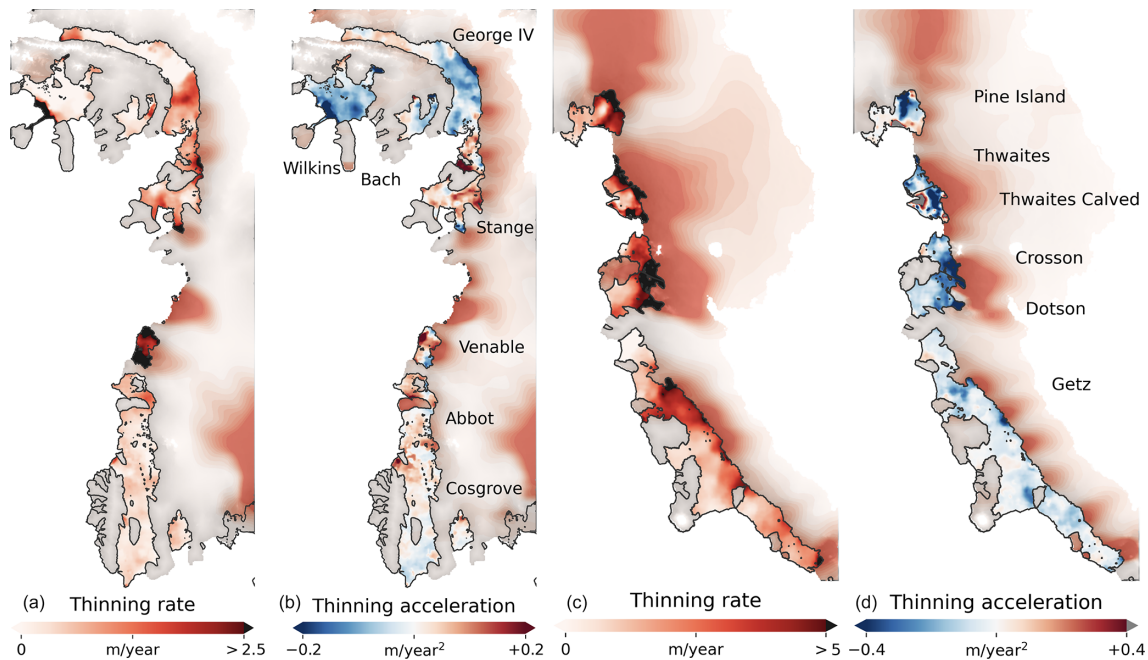 George IV
Wilkins
Bach
Stange
Venable
Abbot
Cosgrove
Pine Island
Thwaites
Thwaites Calved
Crosson
Dotson
Getz
(a) Thinning rate
0 m/year >2.5
(b) Thinning acceleration
−0.2 m/year² +0.2
(c) Thinning rate
0 m/year >5
(d) Thinning acceleration
−0.4 m/year² +0.4